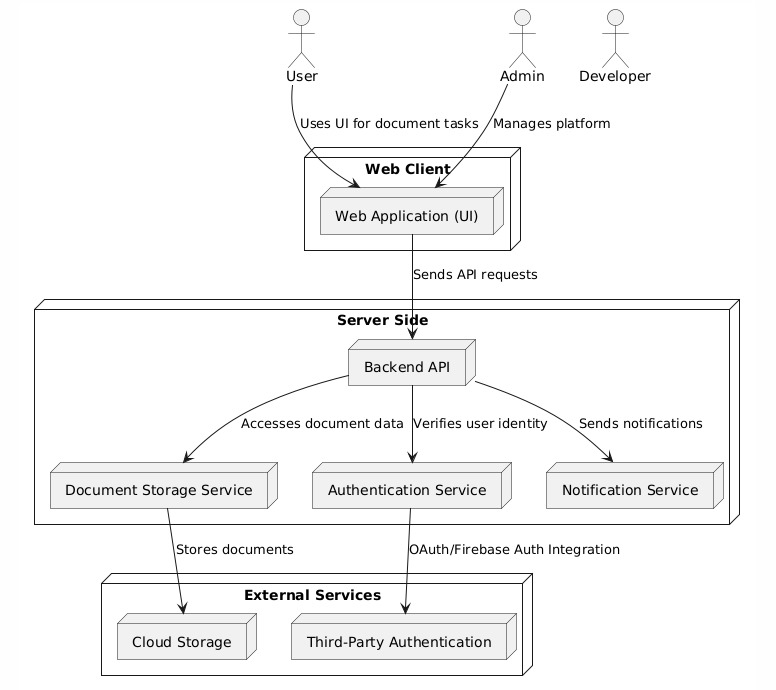 User
Admin
Developer
Uses UI for document tasks
Manages platform
Web Client
Web Application (UI)
Sends API requests
Server Side
Backend API
Accesses document data
Verifies user identity
Sends notifications
Document Storage Service
Authentication Service
Notification Service
Stores documents
OAuth/Firebase Auth Integration
External Services
Cloud Storage
Third-Party Authentication